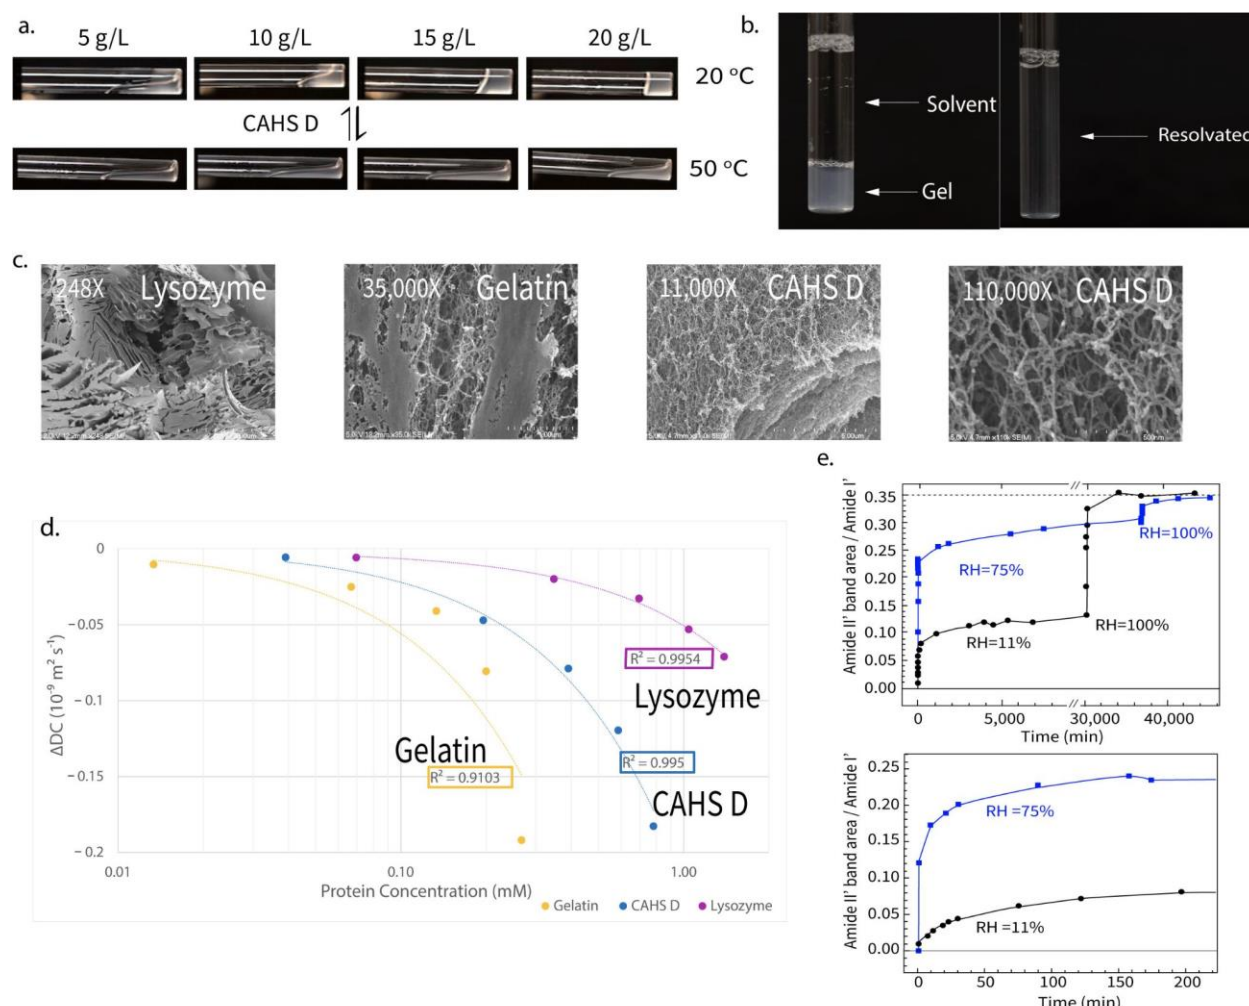 a.
5 g/L 10 g/L 15 g/L 20 g/L
20 °C
CAHS D
50 °C
b.
Solvent
Gel
Resolvated
c.
248X Lysozyme
35,000X Gelatin
11,000X CAHS D
110,000X CAHS D
d.
0
−0.05
−0.1
−0.15
−0.2
ΔDC (10⁻⁹ m² s⁻¹)
R² = 0.9954
Lysozyme
Gelatin
R² = 0.9103
R² = 0.995
CAHS D
0.01 0.10 1.00
Protein Concentration (mM)
Gelatin CAHS D Lysozyme
e.
Amide II' band area / Amide I'
0.35
0.30
0.25
0.20
0.15
0.10
0.05
0.00
RH=100%
RH=75%
RH=11%
RH=100%
0 5,000 30,000 40,000
Time (min)
Amide II' band area / Amide I'
0.25
0.20
0.15
0.10
0.05
0.00
RH =75%
RH =11%
0 50 100 150 200
Time (min)